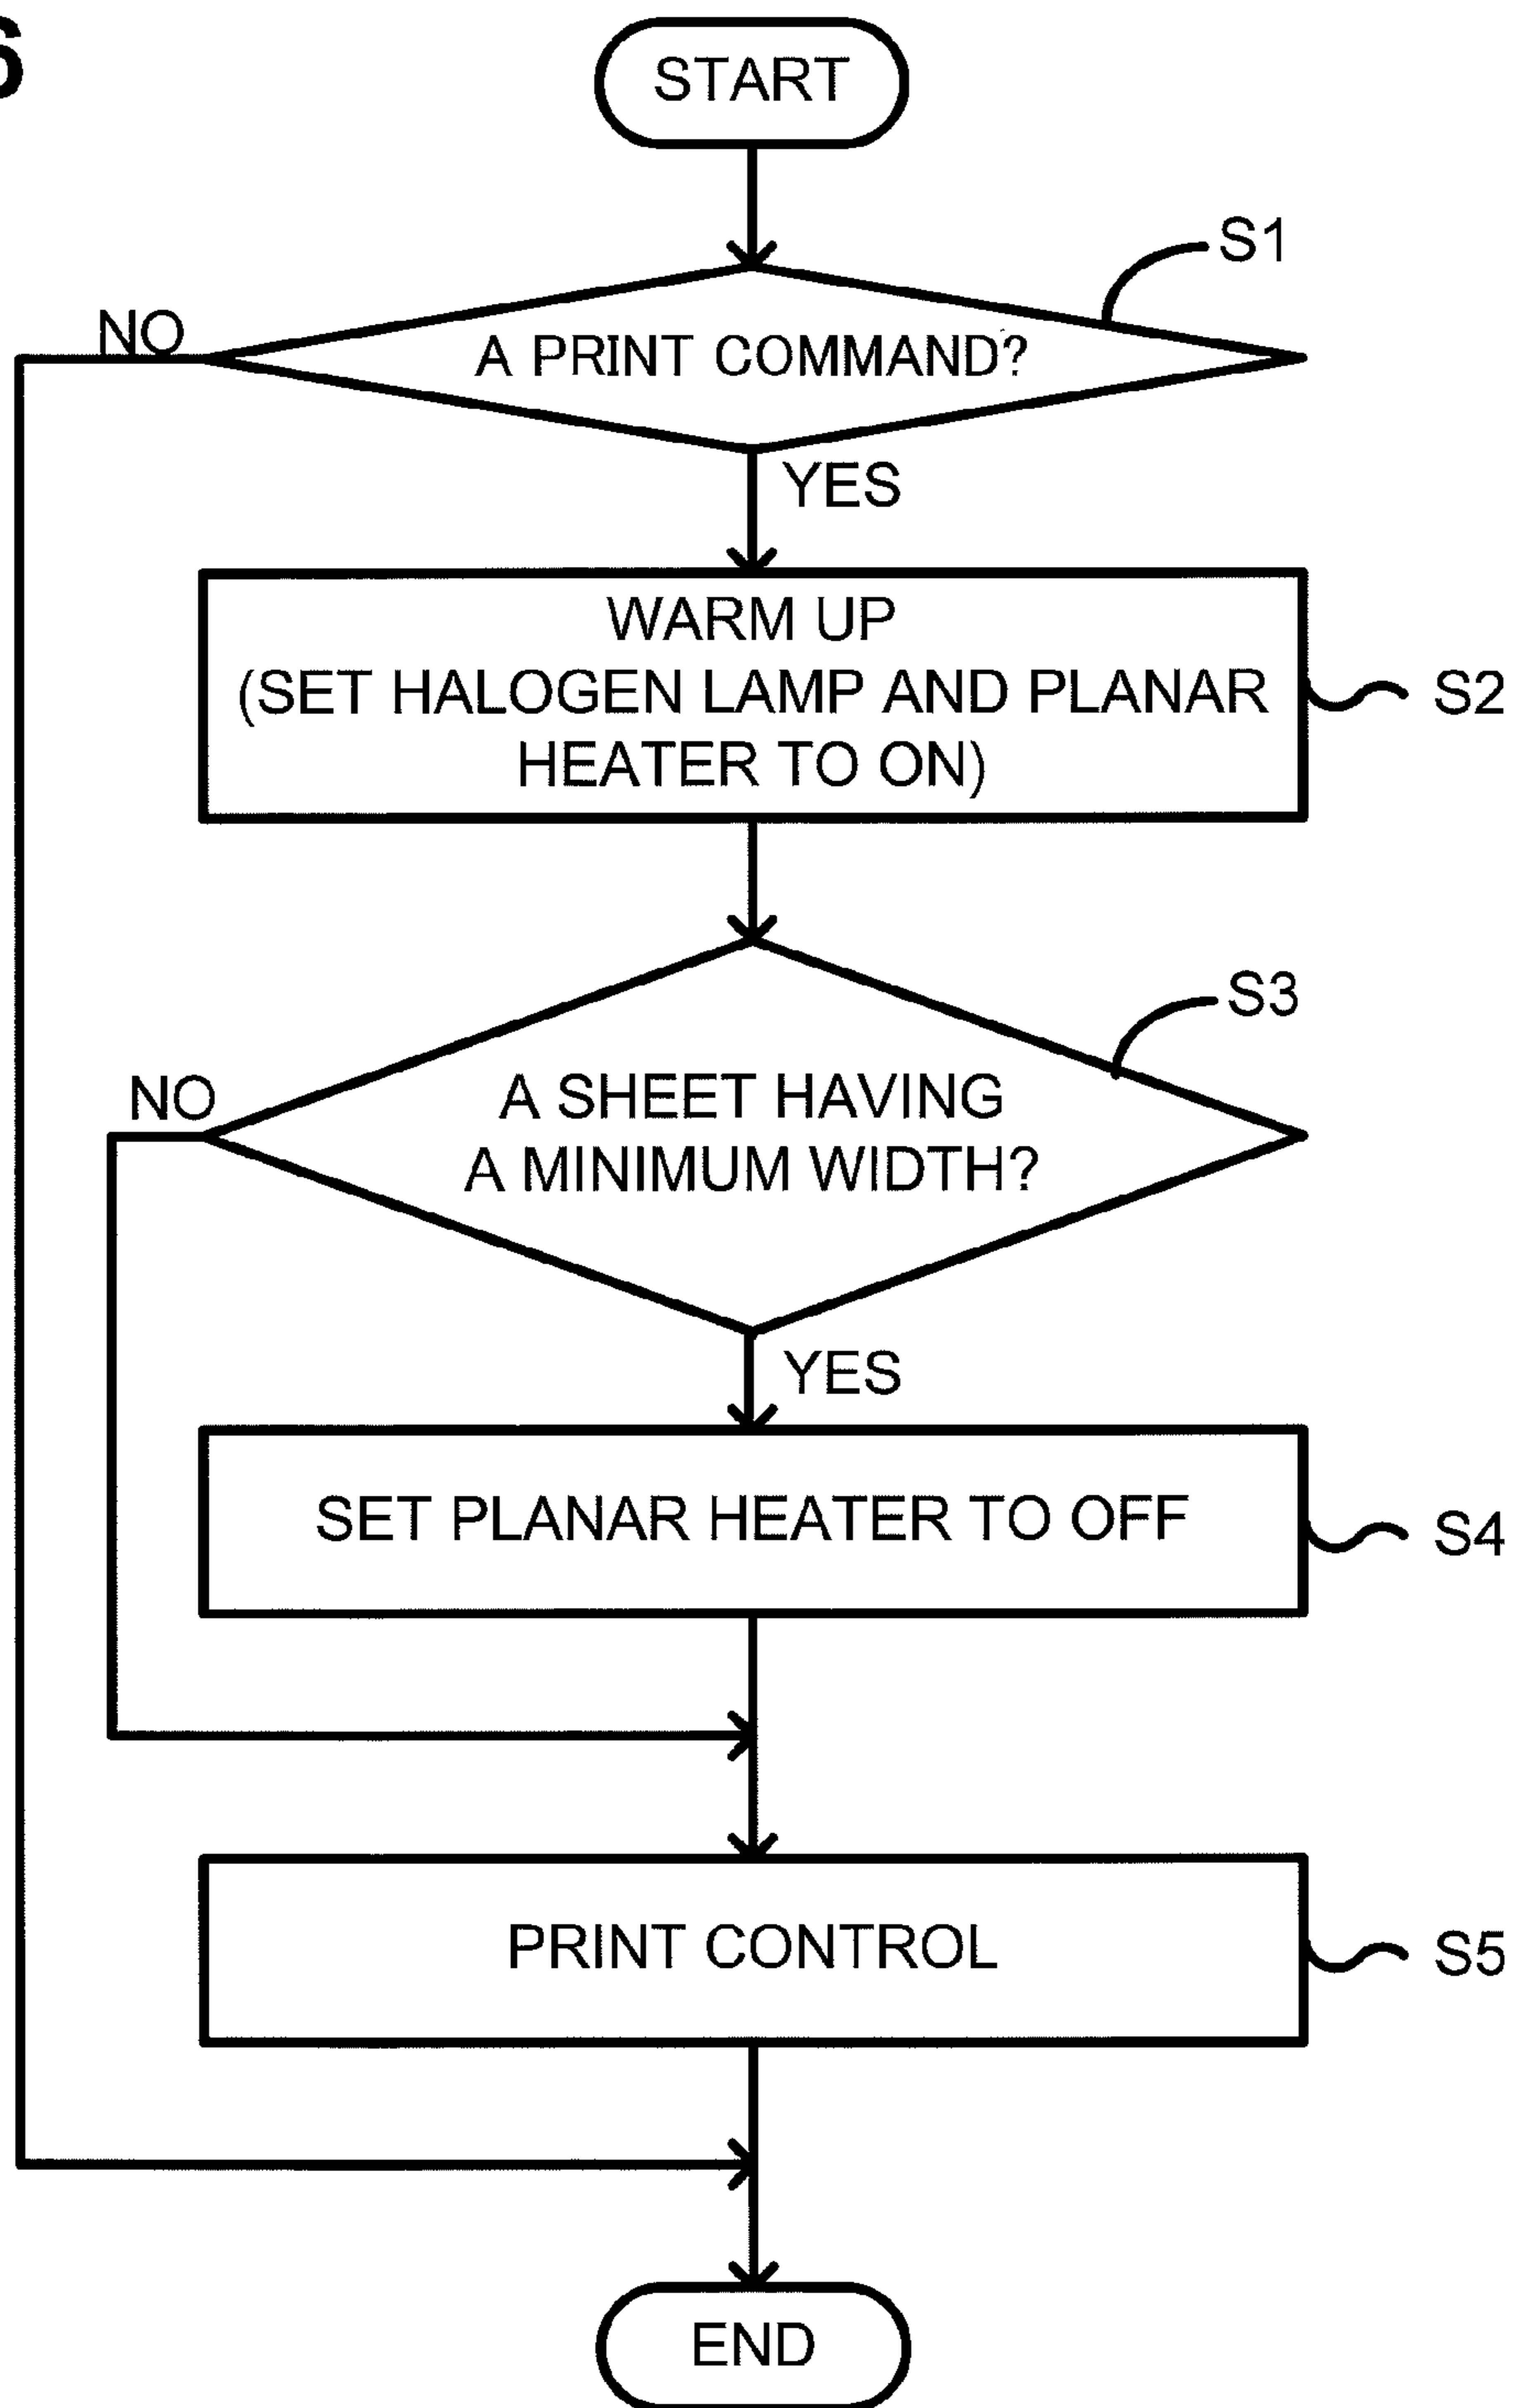 START
S1
NO
A PRINT COMMAND?
YES
WARM UP
(SET HALOGEN LAMP AND PLANAR
HEATER TO ON)
S2
S3
NO
A SHEET HAVING
A MINIMUM WIDTH?
YES
SET PLANAR HEATER TO OFF
S4
PRINT CONTROL
S5
END